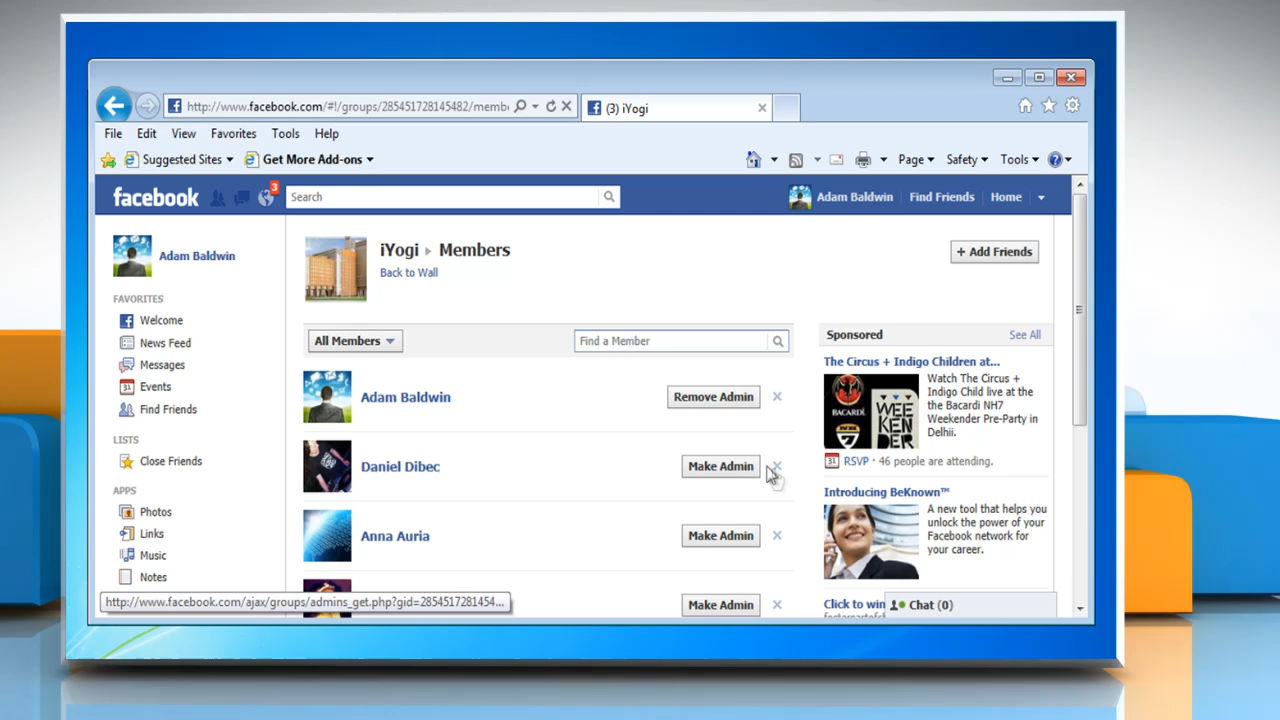 http://www.facebook.com/#!/groups/285451728145482/memb
(3) iYogi
File Edit View Favorites Tools Help
Suggested Sites Get More Add-ons
Page Safety Tools
facebook 3 Search Adam Baldwin Find Friends Home
Adam Baldwin
FAVORITES
Welcome
News Feed
Messages
31 Events
Find Friends
LISTS
Close Friends
APPS
Photos
Links
Music
Notes
http://www.facebook.com/ajax/groups/admins_get.php?gid=2854517281454...
iYogi Members
Back to Wall
+ Add Friends
All Members
Find a Member
Adam Baldwin Remove Admin
Daniel Dibec Make Admin
Anna Auria Make Admin
Make Admin
Sponsored See All
The Circus + Indigo Children at...
BACARDI
WEE
KEN
DER
Watch The Circus +
Indigo Child live at the
the Bacardi NH7
Weekender Pre-Party in
Delhii.
31 RSVP · 46 people are attending.
Introducing BeKnown™
A new tool that helps you
unlock the power of your
Facebook network for
your career.
Click to win
Chat (0)